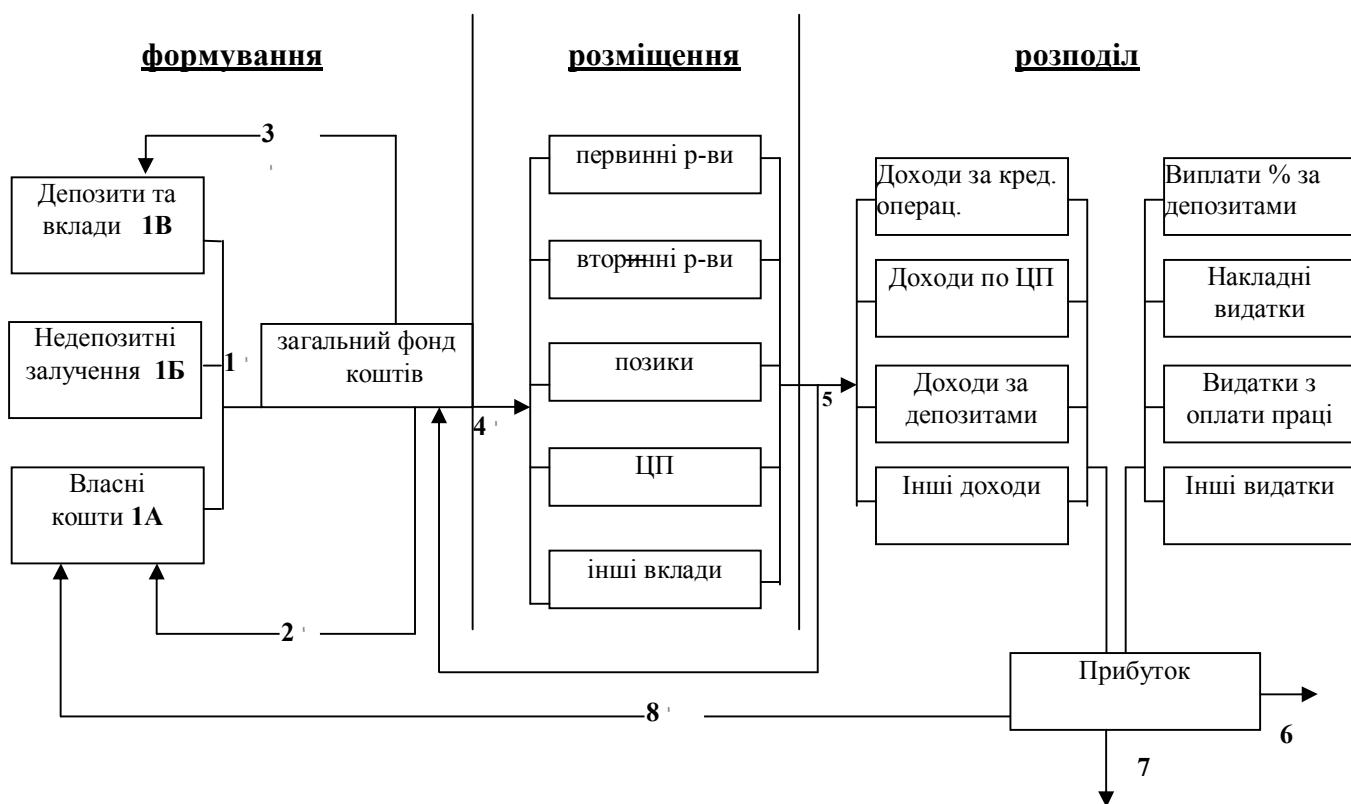 формування
розміщення
розподіл
3
Депозити та
вклади 1В
Недепозитні
залучення 1Б
Власні
кошти 1А
1
загальний фонд
коштів
2
4
первинні р-ви
вторинні р-ви
позики
ЦП
інші вклади
5
Доходи за кред.
операц.
Доходи по ЦП
Доходи за
депозитами
Інші доходи
Виплати % за
депозитами
Накладні
видатки
Видатки з
оплати праці
Інші видатки
Прибуток
6
7
8